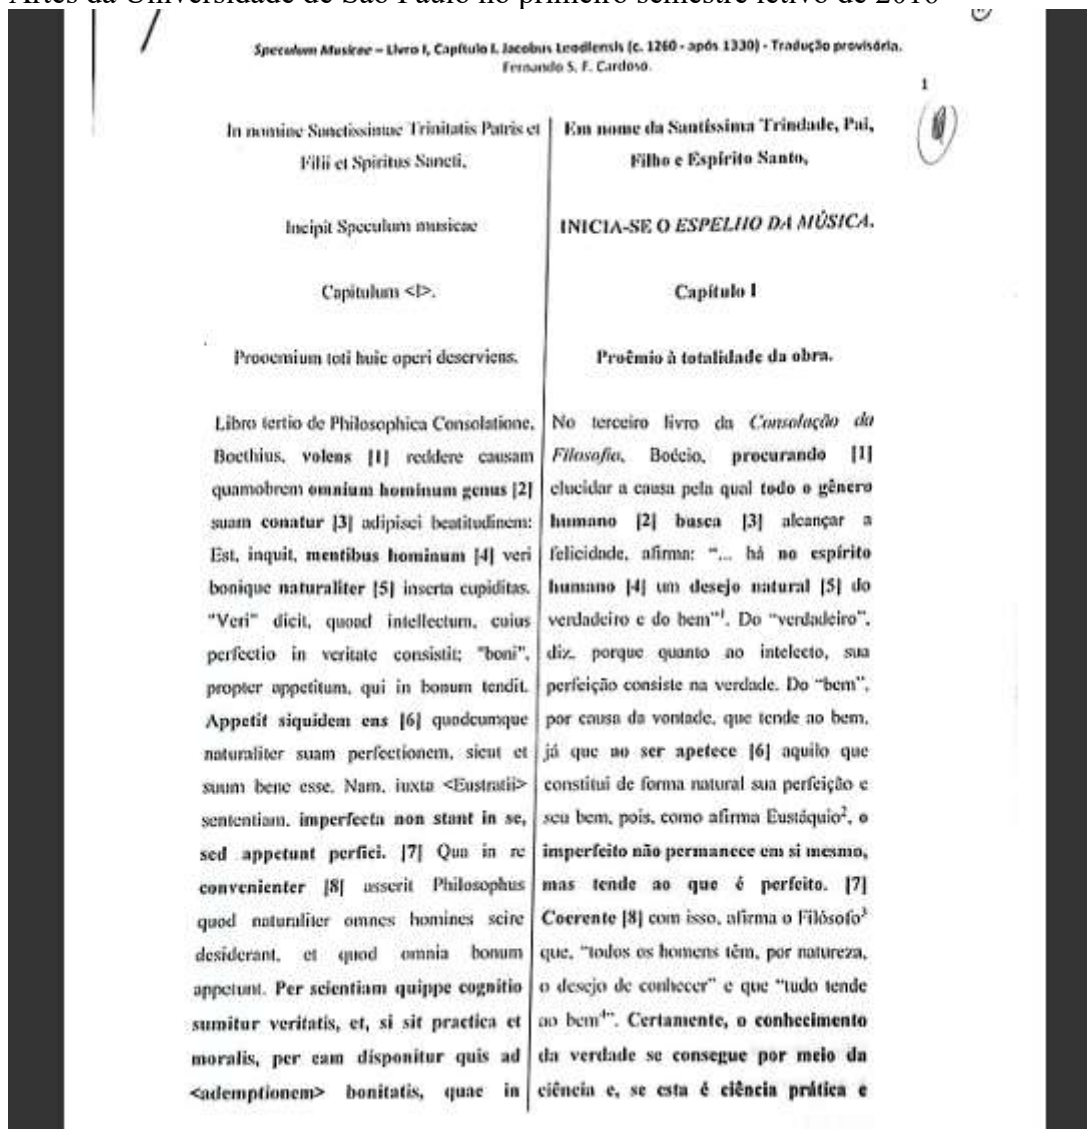 Artes da Universidade de São Paulo no primeiro semestre letivo de 2016
Speculum Musicae – Livro I, Capítulo I. Jacobus Leodiensis (c. 1260 - após 1330) - Tradução provisória.
Fernando S. F. Cardoso.
1
In nomine Sanctissimae Trinitatis Patris et
Filii et Spiritus Sancti,
Incipit Speculum musicae
Capitulum <I>.
Prooemium toti huic operi deserviens.
Libro tertio de Philosophica Consolatione,
Boethius, volens [1] reddere causam
quamobrem omnium hominum genus [2]
suam conatur [3] adipisci beatitudinem:
Est, inquit, mentibus hominum [4] veri
bonique naturaliter [5] inserta cupiditas.
"Veri" dicit, quoad intellectum, cuius
perfectio in veritate consistit; "boni",
propter appetitum, qui in bonum tendit.
Appetit siquidem ens [6] quodcumque
naturaliter suam perfectionem, sicut et
suum bene esse. Nam, iuxta <Eustratii>
sententiam, imperfecta non stant in se,
sed appetunt perfici. [7] Qua in re
convenienter [8] asserit Philosophus
quod naturaliter omnes homines scire
desiderant, et quod omnia bonum
appetunt. Per scientiam quippe cognitio
sumitur veritatis, et, si sit practica et
moralis, per eam disponitur quis ad
<ademptionem> bonitatis, quae in
Em nome da Santíssima Trindade, Pai,
Filho e Espírito Santo,
INICIA-SE O ESPELHO DA MÚSICA.
Capítulo I
Proêmio à totalidade da obra.
No terceiro livro da Consolação da
Filosofia, Boécio, procurando [1]
elucidar a causa pela qual todo o gênero
humano [2] busca [3] alcançar a
felicidade, afirma: “... há no espírito
humano [4] um desejo natural [5] do
verdadeiro e do bem”¹. Do “verdadeiro”,
diz, porque quanto ao intelecto, sua
perfeição consiste na verdade. Do “bem”,
por causa da vontade, que tende ao bem,
já que ao ser apetece [6] aquilo que
constitui de forma natural sua perfeição e
seu bem, pois, como afirma Eustáquio², o
imperfeito não permanece em si mesmo,
mas tende ao que é perfeito. [7]
Coerente [8] com isso, afirma o Filósofo³
que, “todos os homens têm, por natureza,
o desejo de conhecer” e que “tudo tende
ao bem⁴”. Certamente, o conhecimento
da verdade se consegue por meio da
ciência e, se esta é ciência prática e